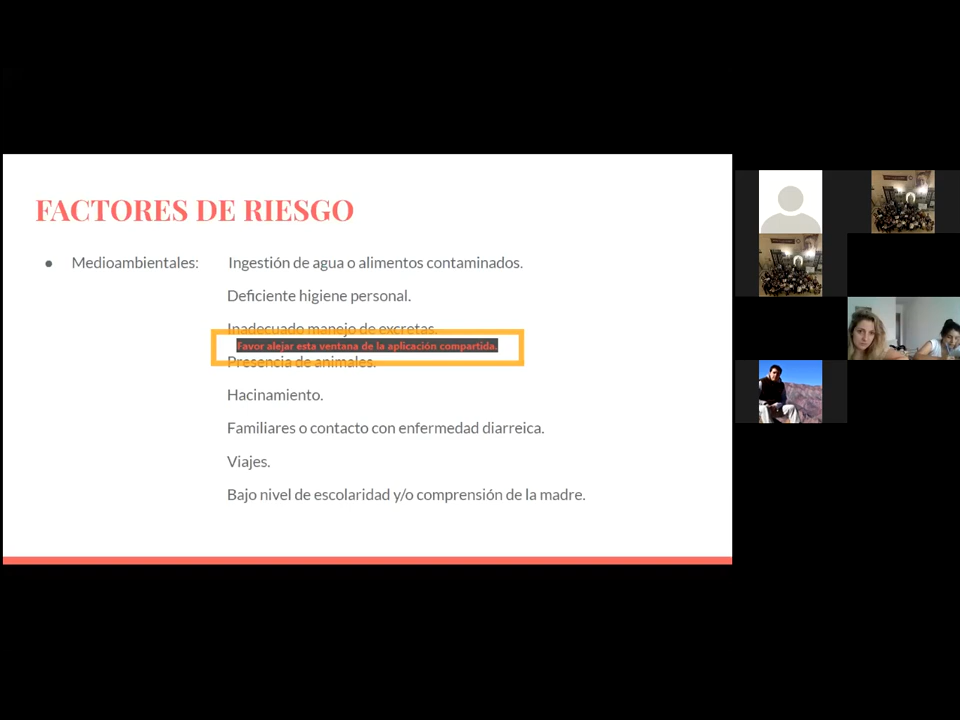 FACTORES DE RIESGO
● Medioambientales: Ingestión de agua o alimentos contaminados.
Deficiente higiene personal.
Inadecuado manejo de excretas.
Favor alejar esta ventana de la aplicación compartida.
Presencia de animales.
Hacinamiento.
Familiares o contacto con enfermedad diarreica.
Viajes.
Bajo nivel de escolaridad y/o comprensión de la madre.